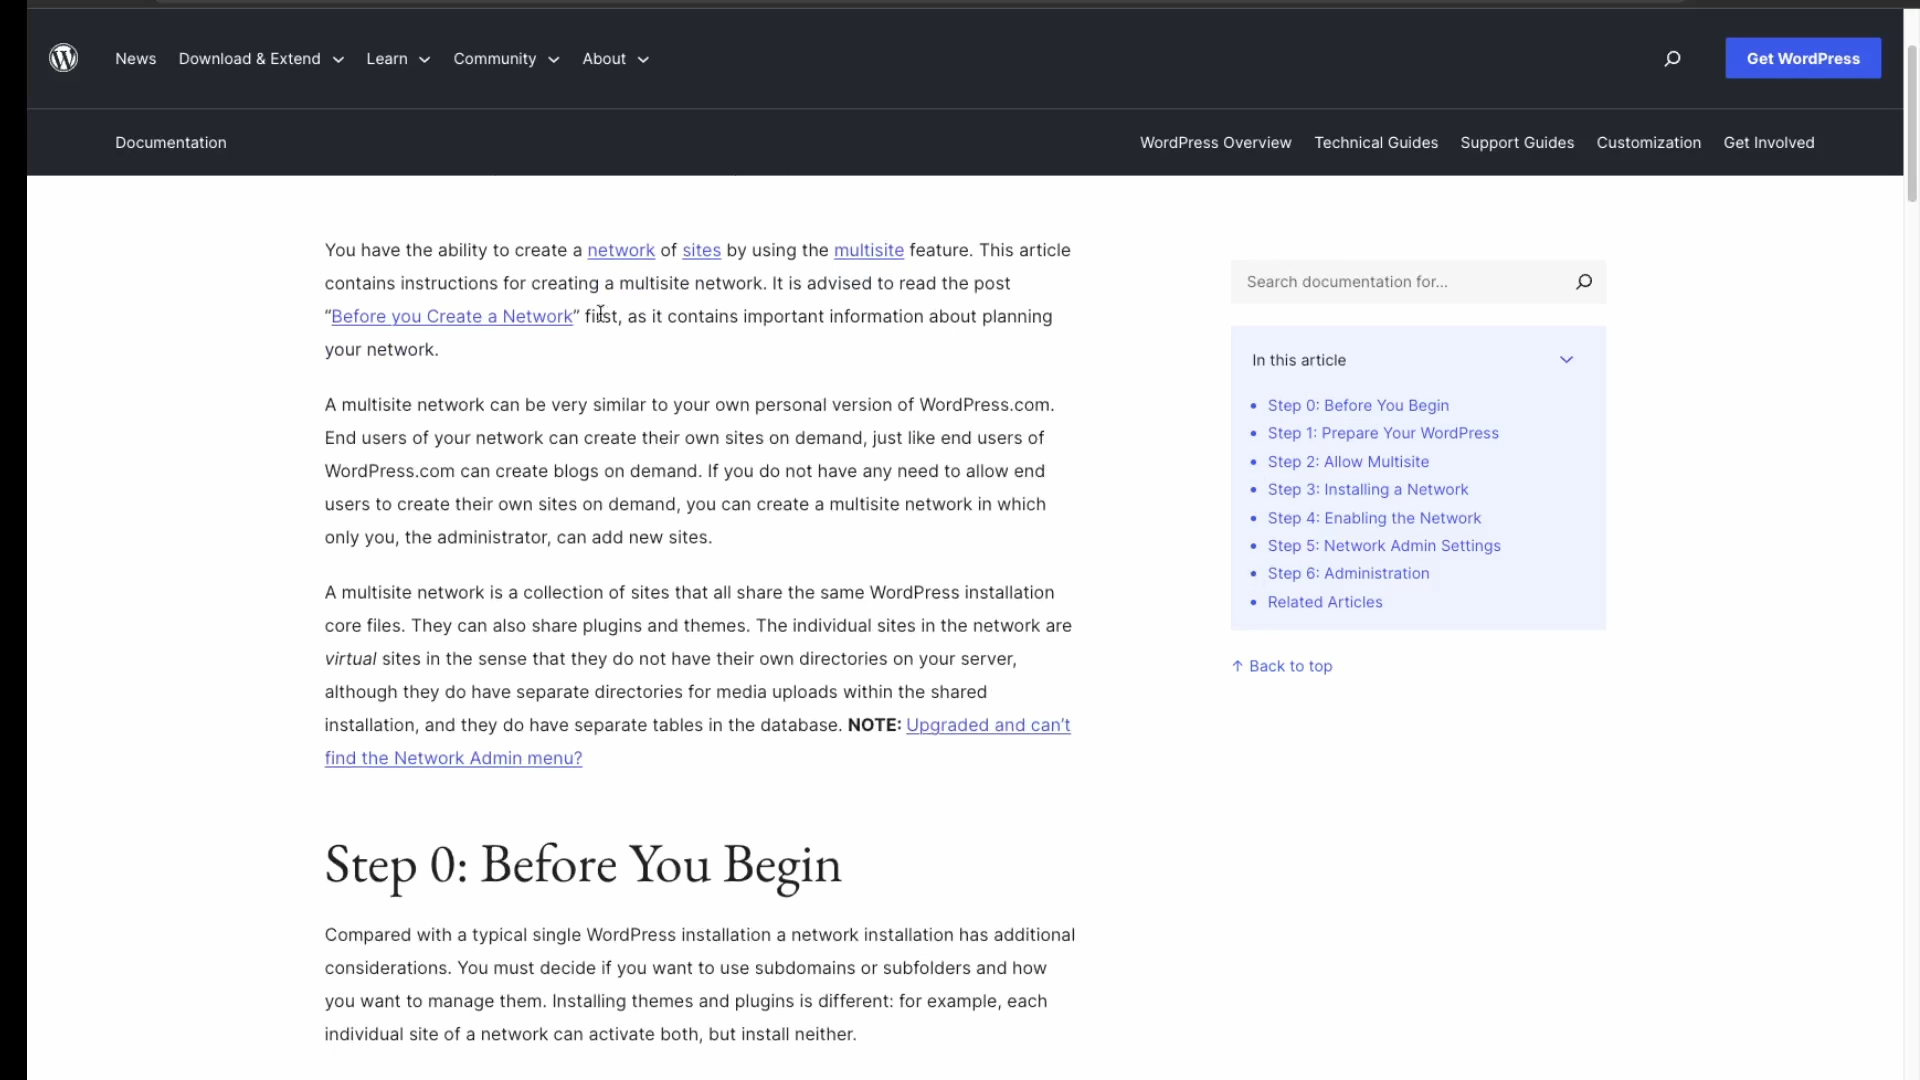 News Download & Extend Learn Community About Get WordPress
Documentation WordPress Overview Technical Guides Support Guides Customization Get Involved
You have the ability to create a network of sites by using the multisite feature. This article
contains instructions for creating a multisite network. It is advised to read the post
“Before you Create a Network” first, as it contains important information about planning
your network.
A multisite network can be very similar to your own personal version of WordPress.com.
End users of your network can create their own sites on demand, just like end users of
WordPress.com can create blogs on demand. If you do not have any need to allow end
users to create their own sites on demand, you can create a multisite network in which
only you, the administrator, can add new sites.
A multisite network is a collection of sites that all share the same WordPress installation
core files. They can also share plugins and themes. The individual sites in the network are
virtual sites in the sense that they do not have their own directories on your server,
although they do have separate directories for media uploads within the shared
installation, and they do have separate tables in the database. NOTE: Upgraded and can’t
find the Network Admin menu?
Step 0: Before You Begin
Compared with a typical single WordPress installation a network installation has additional
considerations. You must decide if you want to use subdomains or subfolders and how
you want to manage them. Installing themes and plugins is different: for example, each
individual site of a network can activate both, but install neither.
Search documentation for...
In this article
• Step 0: Before You Begin
• Step 1: Prepare Your WordPress
• Step 2: Allow Multisite
• Step 3: Installing a Network
• Step 4: Enabling the Network
• Step 5: Network Admin Settings
• Step 6: Administration
• Related Articles
↑ Back to top